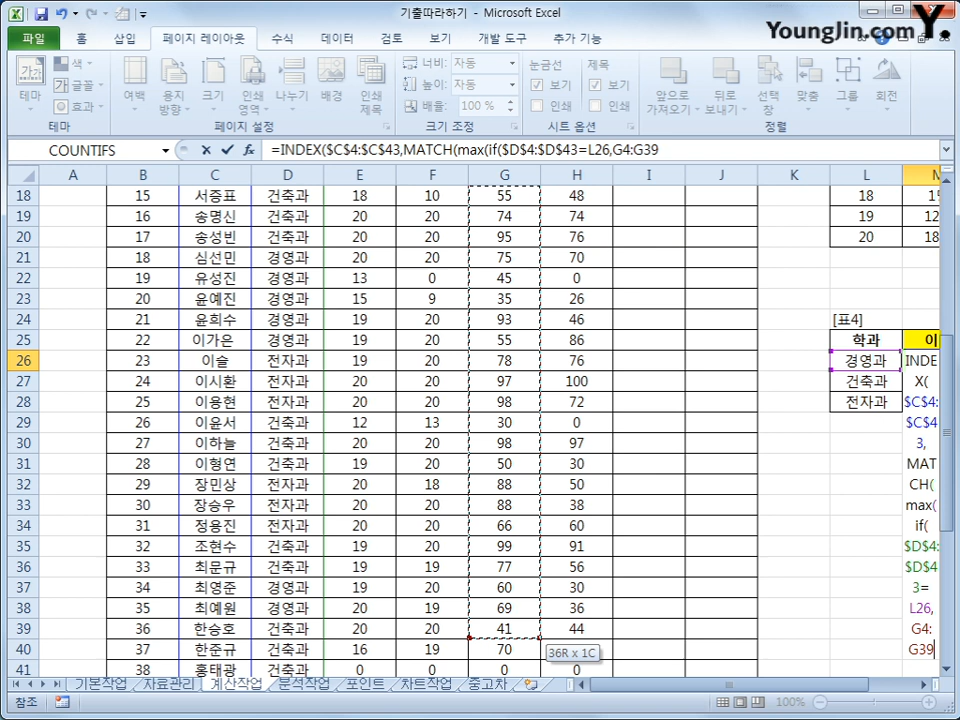 기출따라하기 - Microsoft Excel
Younglin.com Y.
파일 홈 삽입 페이지 레이아웃 수식 데이터 검토 보기 개발 도구 추가 기능
테마 색 글꼴 효과 여백 용지 방향 크기 인쇄 영역 나누기 배경 인쇄 제목 너비: 자동 높이: 자동 배율: 100 % 눈금선 보기 인쇄 제목 보기 인쇄 앞으로 가져오기 뒤로 보내기 선택 창 맞춤 그룹 회전
테마 페이지 설정 크기 조정 시트 옵션 정렬
COUNTIFS =INDEX($C$4:$C$43,MATCH(max(if($D$4:$D$43=L26,G4:G39
A B C D E F G H I J K L M
18 15 서증표 건축과 18 10 55 48 18
19 16 송명신 건축과 20 20 74 74 19 12
20 17 송성빈 건축과 20 20 95 76 20 18
21 18 심선민 경영과 20 20 75 70
22 19 유성진 경영과 13 0 45 0
23 20 윤예진 경영과 15 9 35 26
24 21 윤희수 경영과 19 20 93 46 [표4]
25 22 이가은 경영과 19 20 55 86 학과 이
26 23 이슬 전자과 19 20 78 76 경영과 INDE
27 24 이시환 전자과 20 20 97 100 건축과 X(
28 25 이용현 전자과 20 20 98 72 전자과 $C$4:
29 26 이윤서 건축과 12 13 30 0 $C$4
30 27 이하늘 건축과 20 20 98 97 3,
31 28 이형연 건축과 19 20 50 30 MAT
32 29 장민상 전자과 20 18 88 50 CH(
33 30 장승우 전자과 20 20 88 38 max(
34 31 정용진 전자과 20 20 66 60 if(
35 32 조현수 건축과 20 20 99 91 $D$4:
36 33 최문규 건축과 19 19 77 56 $D$4
37 34 최영준 경영과 19 20 60 30 3=
38 35 최예원 경영과 20 19 69 36 L26,
39 36 한승호 건축과 20 20 41 44 G4:
40 37 한준규 건축과 16 19 70 36R x 1C G39
41 38 홍태광 건축과 0 0 0 0
기본작업 자료관리 계산작업 분석작업 포인트 차트작업 중고차
참조 100%